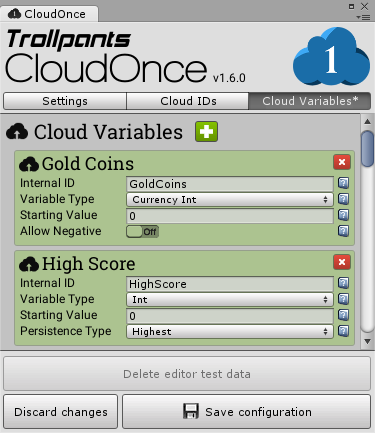 CloudOnce
Trollpants
CloudOnce v1.6.0
1
Settings Cloud IDs Cloud Variables*
Cloud Variables
Gold Coins
Internal ID GoldCoins
Variable Type Currency Int
Starting Value 0
Allow Negative Off
High Score
Internal ID HighScore
Variable Type Int
Starting Value 0
Persistence Type Highest
Delete editor test data
Discard changes Save configuration